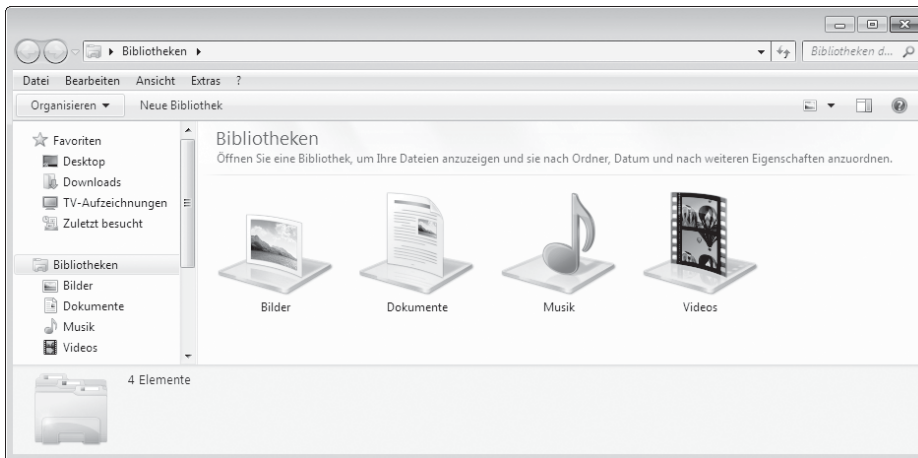 Bibliotheken
Bibliotheken d...
Datei Bearbeiten Ansicht Extras ?
Organisieren Neue Bibliothek
Favoriten
Desktop
Downloads
TV-Aufzeichnungen
Zuletzt besucht
Bibliotheken
Bilder
Dokumente
Musik
Videos
Bibliotheken
Öffnen Sie eine Bibliothek, um Ihre Dateien anzuzeigen und sie nach Ordner, Datum und nach weiteren Eigenschaften anzuordnen.
Bilder Dokumente Musik Videos
4 Elemente